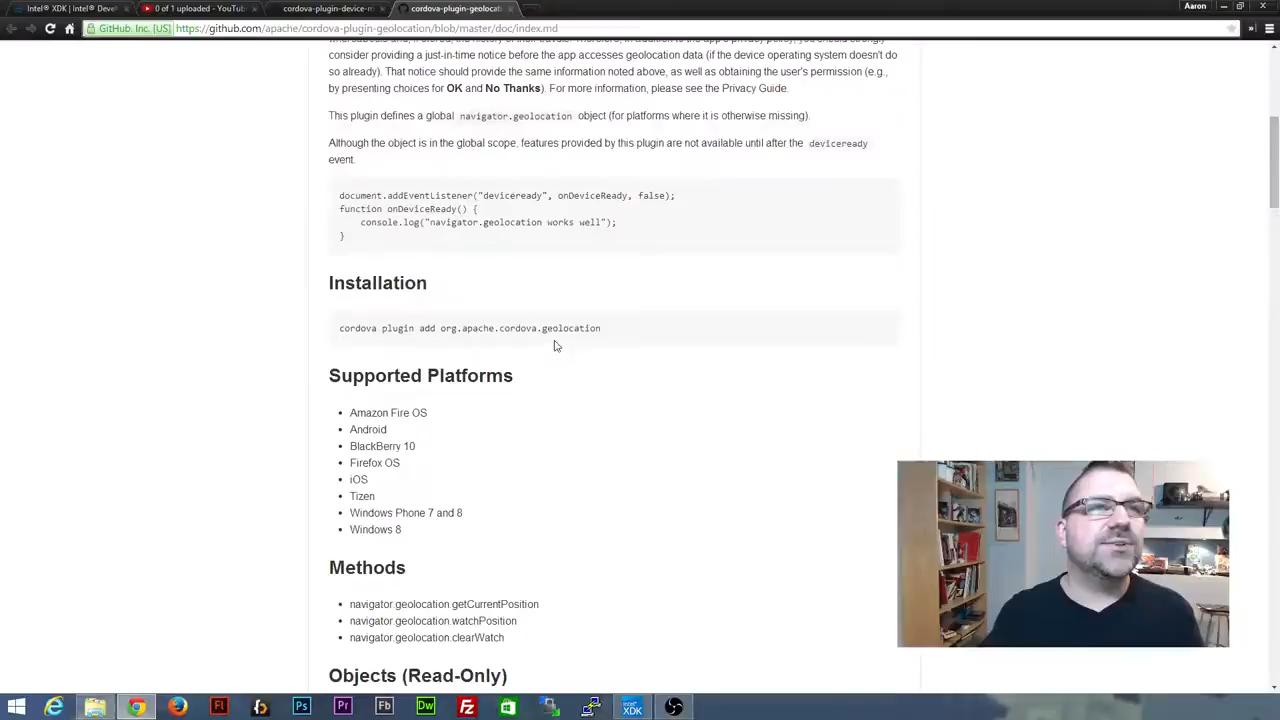 Intel® XDK | Intel® Deve
0 of 1 uploaded - YouTub
cordova-plugin-device-m
cordova-plugin-geolocati
Aaron
GitHub, Inc. [US]
https://github.com/apache/cordova-plugin-geolocation/blob/master/doc/index.md
consider providing a just-in-time notice before the app accesses geolocation data (if the device operating system doesn't do
so already). That notice should provide the same information noted above, as well as obtaining the user's permission (e.g.,
by presenting choices for OK and No Thanks). For more information, please see the Privacy Guide.
This plugin defines a global navigator.geolocation object (for platforms where it is otherwise missing).
Although the object is in the global scope, features provided by this plugin are not available until after the deviceready
event.
document.addEventListener("deviceready", onDeviceReady, false);
function onDeviceReady() {
console.log("navigator.geolocation works well");
}
Installation
cordova plugin add org.apache.cordova.geolocation
Supported Platforms
Amazon Fire OS
Android
BlackBerry 10
Firefox OS
iOS
Tizen
Windows Phone 7 and 8
Windows 8
Methods
navigator.geolocation.getCurrentPosition
navigator.geolocation.watchPosition
navigator.geolocation.clearWatch
Objects (Read-Only)
Fl
Ps
Pr
Fb
Dw
Fz
intel XDK